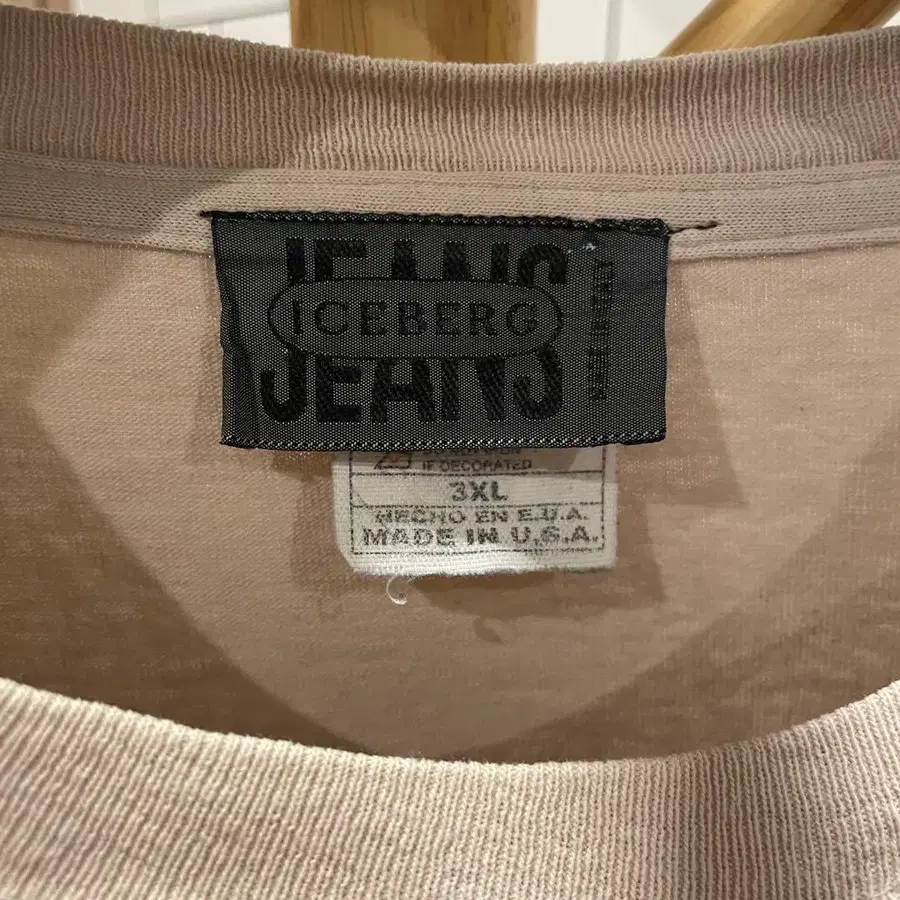 JEANS
ICEBERG
JEANS
MADE IN ITALY
IF DECORATED
3XL
HECHO EN E.U.A.
MADE IN U.S.A.